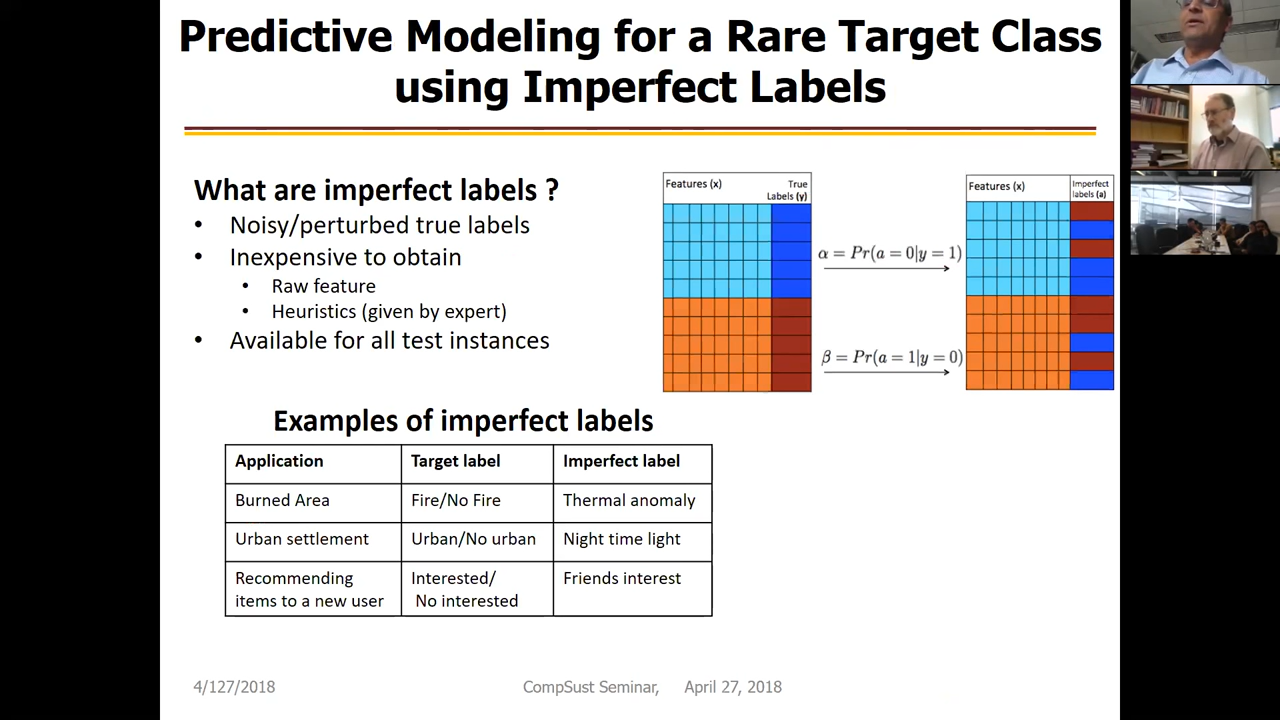 Predictive Modeling for a Rare Target Class
using Imperfect Labels
What are imperfect labels ?
• Noisy/perturbed true labels
• Inexpensive to obtain
• Raw feature
• Heuristics (given by expert)
• Available for all test instances
Features (x)
True
Labels (y)
α = Pr(a = 0|y = 1)
β = Pr(a = 1|y = 0)
Features (x)
Imperfect
labels (a)
Examples of imperfect labels
Application Target label Imperfect label
Burned Area Fire/No Fire Thermal anomaly
Urban settlement Urban/No urban Night time light
Recommending
items to a new user
Interested/
No interested
Friends interest
4/127/2018
CompSust Seminar, April 27, 2018